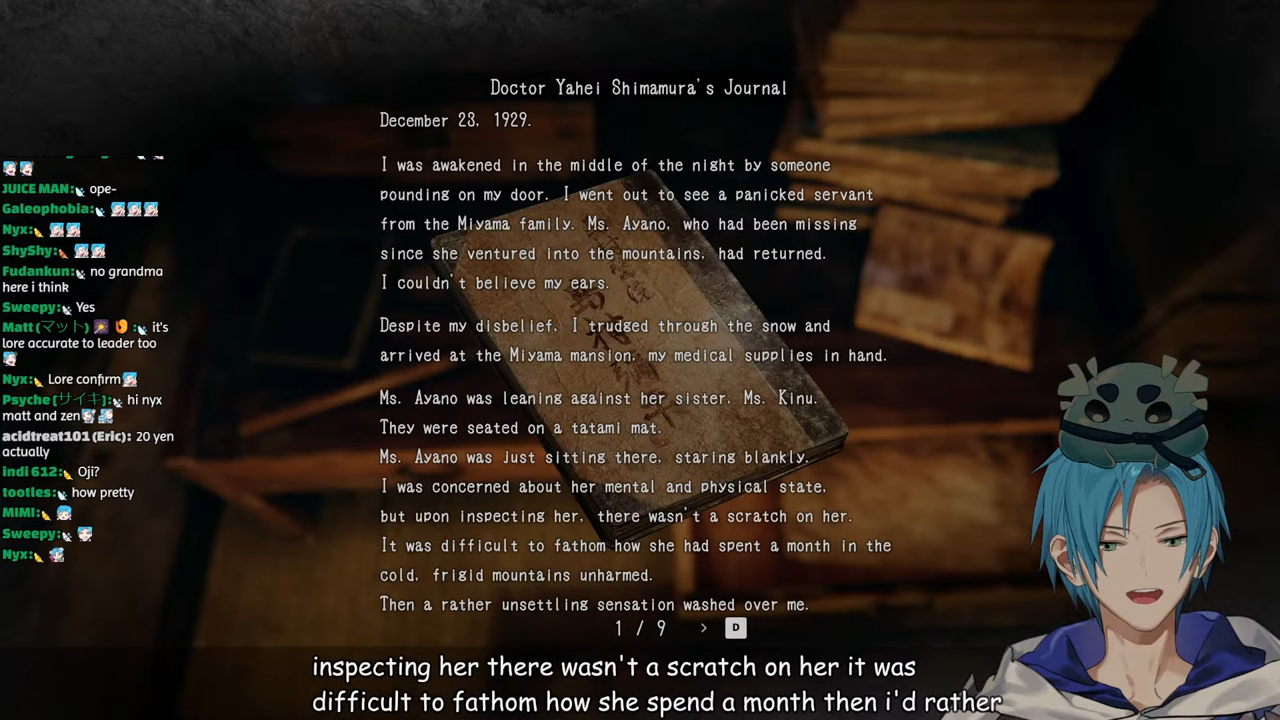 Doctor Yahei Shimamura's Journal
December 23, 1929.
I was awakened in the middle of the night by someone
pounding on my door. I went out to see a panicked servant
from the Miyama family. Ms. Ayano, who had been missing
since she ventured into the mountains, had returned.
I couldn't believe my ears.
Despite my disbelief, I trudged through the snow and
arrived at the Miyama mansion, my medical supplies in hand.
Ms. Ayano was leaning against her sister, Ms. Kinu.
They were seated on a tatami mat.
Ms. Ayano was just sitting there, staring blankly.
I was concerned about her mental and physical state,
but upon inspecting her, there wasn't a scratch on her.
It was difficult to fathom how she had spent a month in the
cold, frigid mountains unharmed.
Then a rather unsettling sensation washed over me.
1 / 9 > D
JUICE MAN: ope-
Galeophobia:
Nyx:
ShyShy:
Fudankun: no grandma
here i think
Sweepy: Yes
Matt (マット) : it's
lore accurate to leader too
Nyx: Lore confirm
Psyche [サイキ]: hi nyx
matt and zen
acidtreat101 (Eric): 20 yen
actually
indi 612: Oji?
tootles: how pretty
MIMI:
Sweepy:
Nyx:
inspecting her there wasn't a scratch on her it was
difficult to fathom how she spend a month then i'd rather